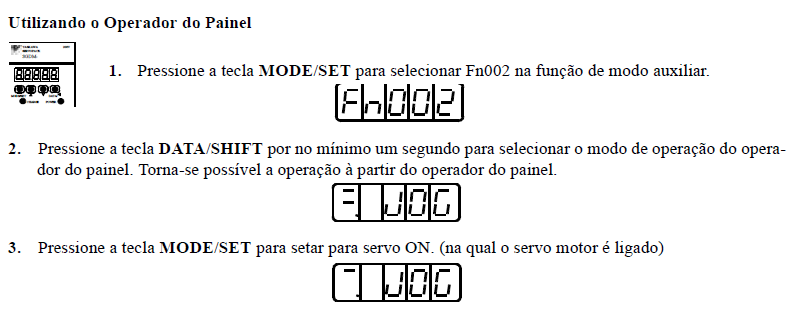 Utilizando o Operador do Painel
1. Pressione a tecla MODE/SET para selecionar Fn002 na função de modo auxiliar.
Fn002
2. Pressione a tecla DATA/SHIFT por no mínimo um segundo para selecionar o modo de operação do opera-
dor do painel. Torna-se possível a operação à partir do operador do painel.
JOG
3. Pressione a tecla MODE/SET para setar para servo ON. (na qual o servo motor é ligado)
JOG